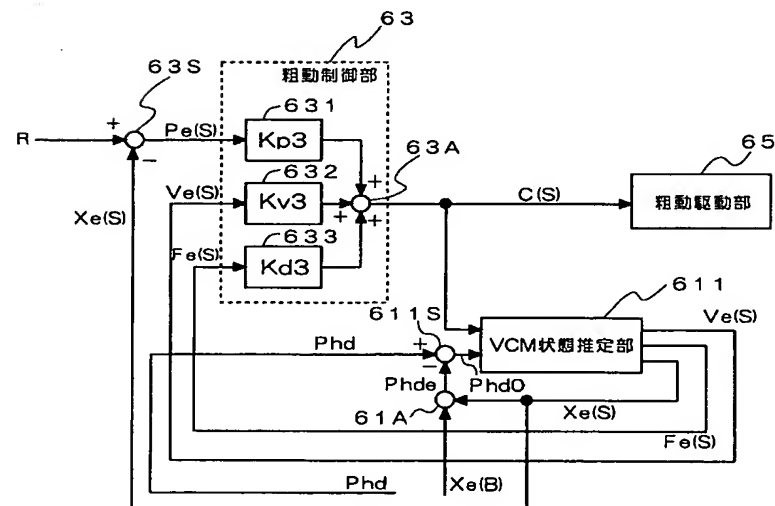 63
63S
粗動制御部
631
R
+
Pe(S)
Kp3
63A
65
-
632
+
Ve(S)
Kv3
C(S)
粗動駆動部
Xe(S)
+
+
633
Fe(S)
Kd3
611
611S
Ve(S)
Phd
+
VCM状態推定部
-
Phde
Phd0
61A
Xe(S)
Fe(S)
Phd
Xe(B)